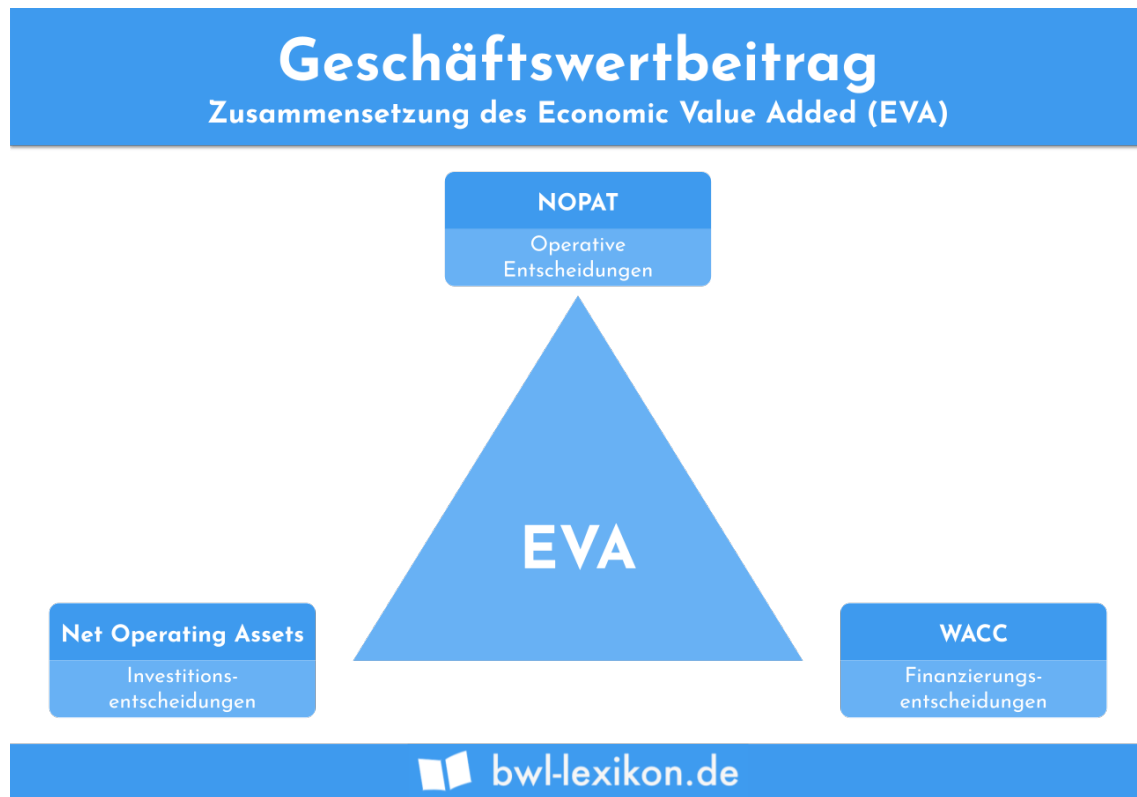 Geschäftswertbeitrag
Zusammensetzung des Economic Value Added (EVA)
NOPAT
Operative
Entscheidungen
EVA
Net Operating Assets
Investitions-
entscheidungen
WACC
Finanzierungs-
entscheidungen
bwl-lexikon.de